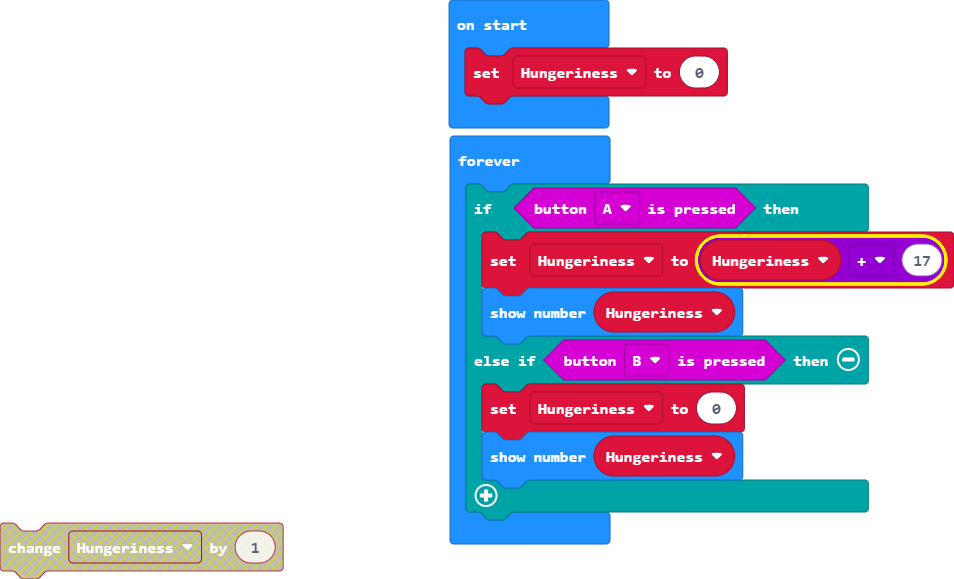 on start
set Hungeriness to 0
forever
if button A is pressed then
set Hungeriness to Hungeriness + 17
show number Hungeriness
else if button B is pressed then
set Hungeriness to 0
show number Hungeriness
change Hungeriness by 1